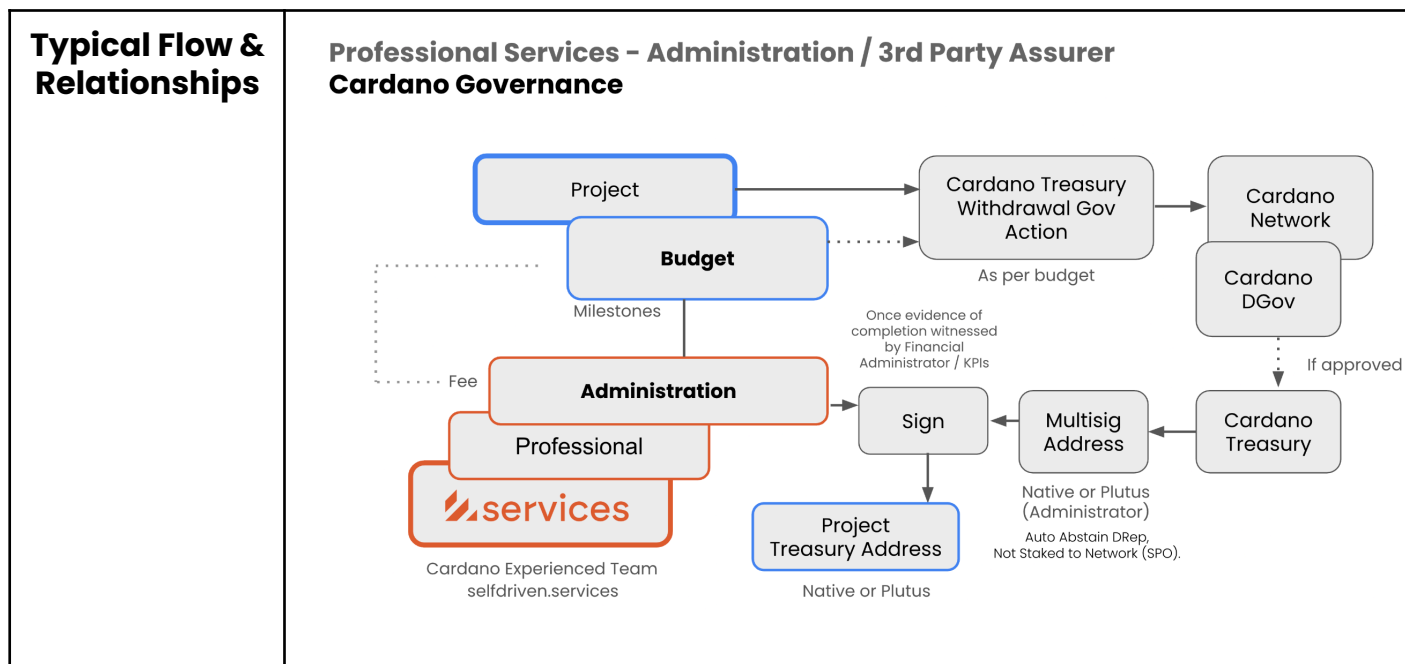 Typical Flow &
Relationships
Professional Services - Administration / 3rd Party Assurer
Cardano Governance
Project
Budget
Milestones
Cardano Treasury
Withdrawal Gov
Action
As per budget
Cardano
Network
Cardano
DGov
If approved
Once evidence of
completion witnessed
by Financial
Administrator / KPIs
Fee
Administration
Professional
services
Cardano Experienced Team
selfdriven.services
Sign
Multisig
Address
Cardano
Treasury
Native or Plutus
(Administrator)
Auto Abstain DRep,
Not Staked to Network (SPO).
Project
Treasury Address
Native or Plutus